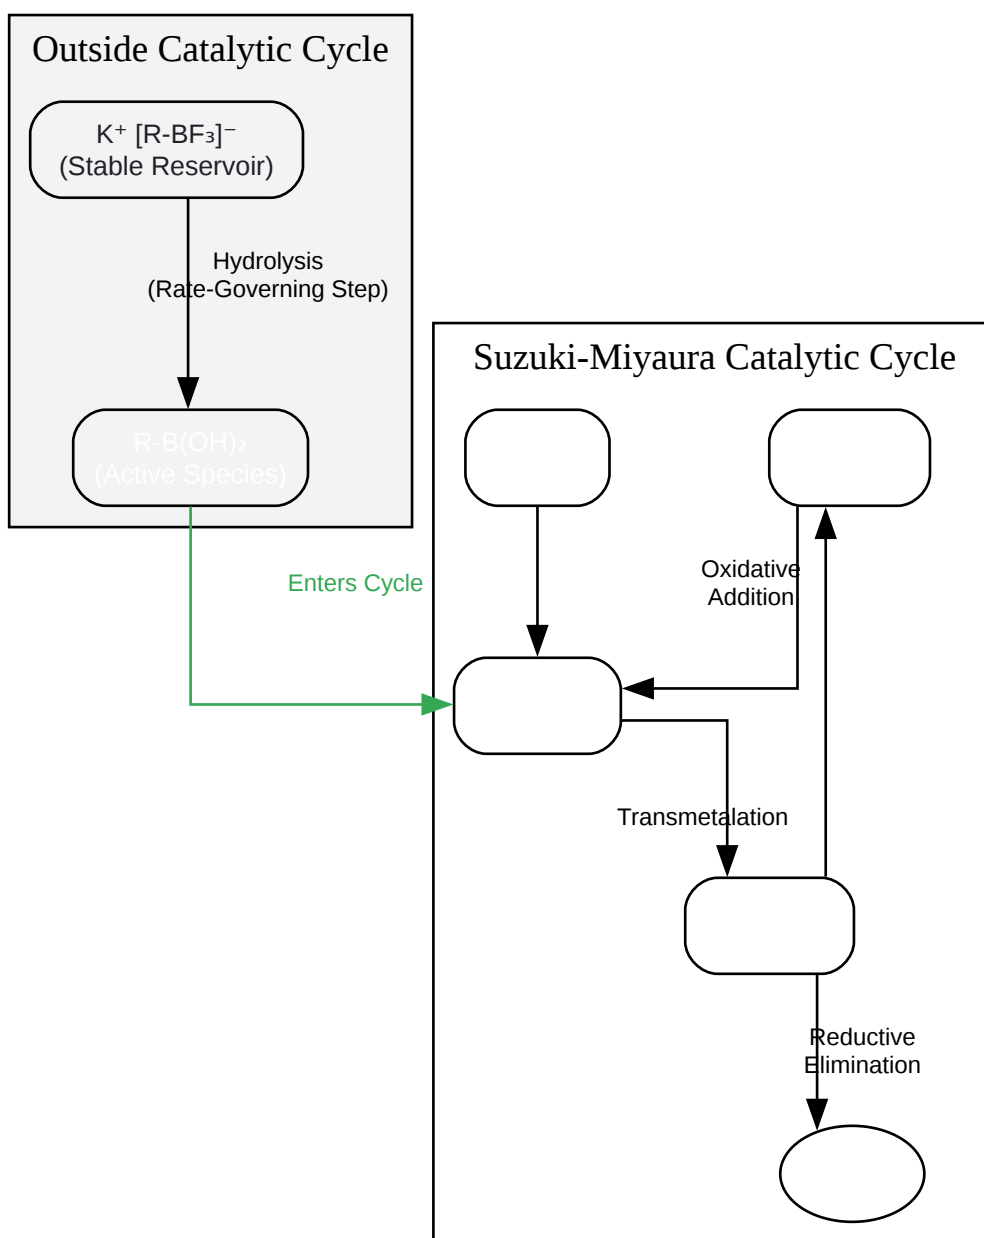 Outside Catalytic Cycle
K⁺ [R-BF₃]⁻
(Stable Reservoir)
Hydrolysis
(Rate-Governing Step)
R-B(OH)₂
(Active Species)
Enters Cycle
Suzuki-Miyaura Catalytic Cycle
Oxidative
Addition
Transmetalation
Reductive
Elimination